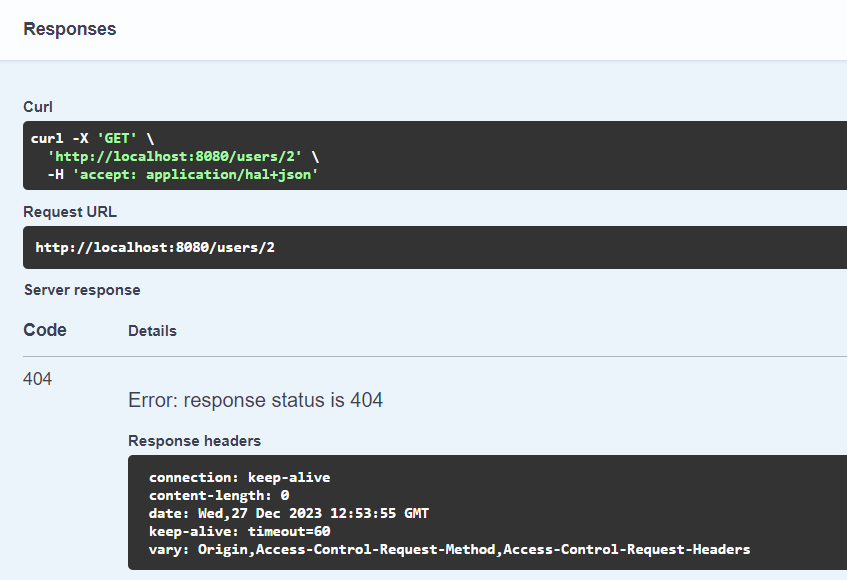 Responses
Curl
curl -X 'GET' \
'http://localhost:8080/users/2' \
-H 'accept: application/hal+json'
Request URL
http://localhost:8080/users/2
Server response
Code Details
404
Error: response status is 404
Response headers
connection: keep-alive
content-length: 0
date: Wed,27 Dec 2023 12:53:55 GMT
keep-alive: timeout=60
vary: Origin,Access-Control-Request-Method,Access-Control-Request-Headers